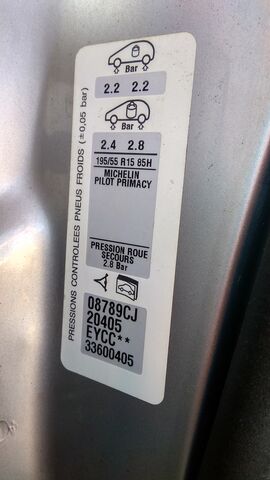 PRESSIONS CONTROLEES PNEUS FROIDS (±0,05 bar)
Bar
2.2 2.2
Bar
2.4 2.8
195/55 R15 85H
MICHELIN
PILOT PRIMACY
PRESSION ROUE
SECOURS
2.8 Bar
08789CJ
20405
EYCC**
33600405